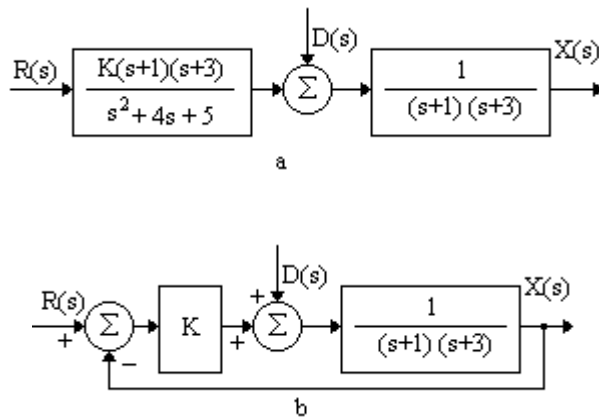 D(s)
R(s)
K(s+1)(s+3)
s² + 4s + 5
Σ
1
(s+1) (s+3)
X(s)
a
D(s)
R(s)
+
Σ
−
K
+
+
Σ
1
(s+1) (s+3)
X(s)
b